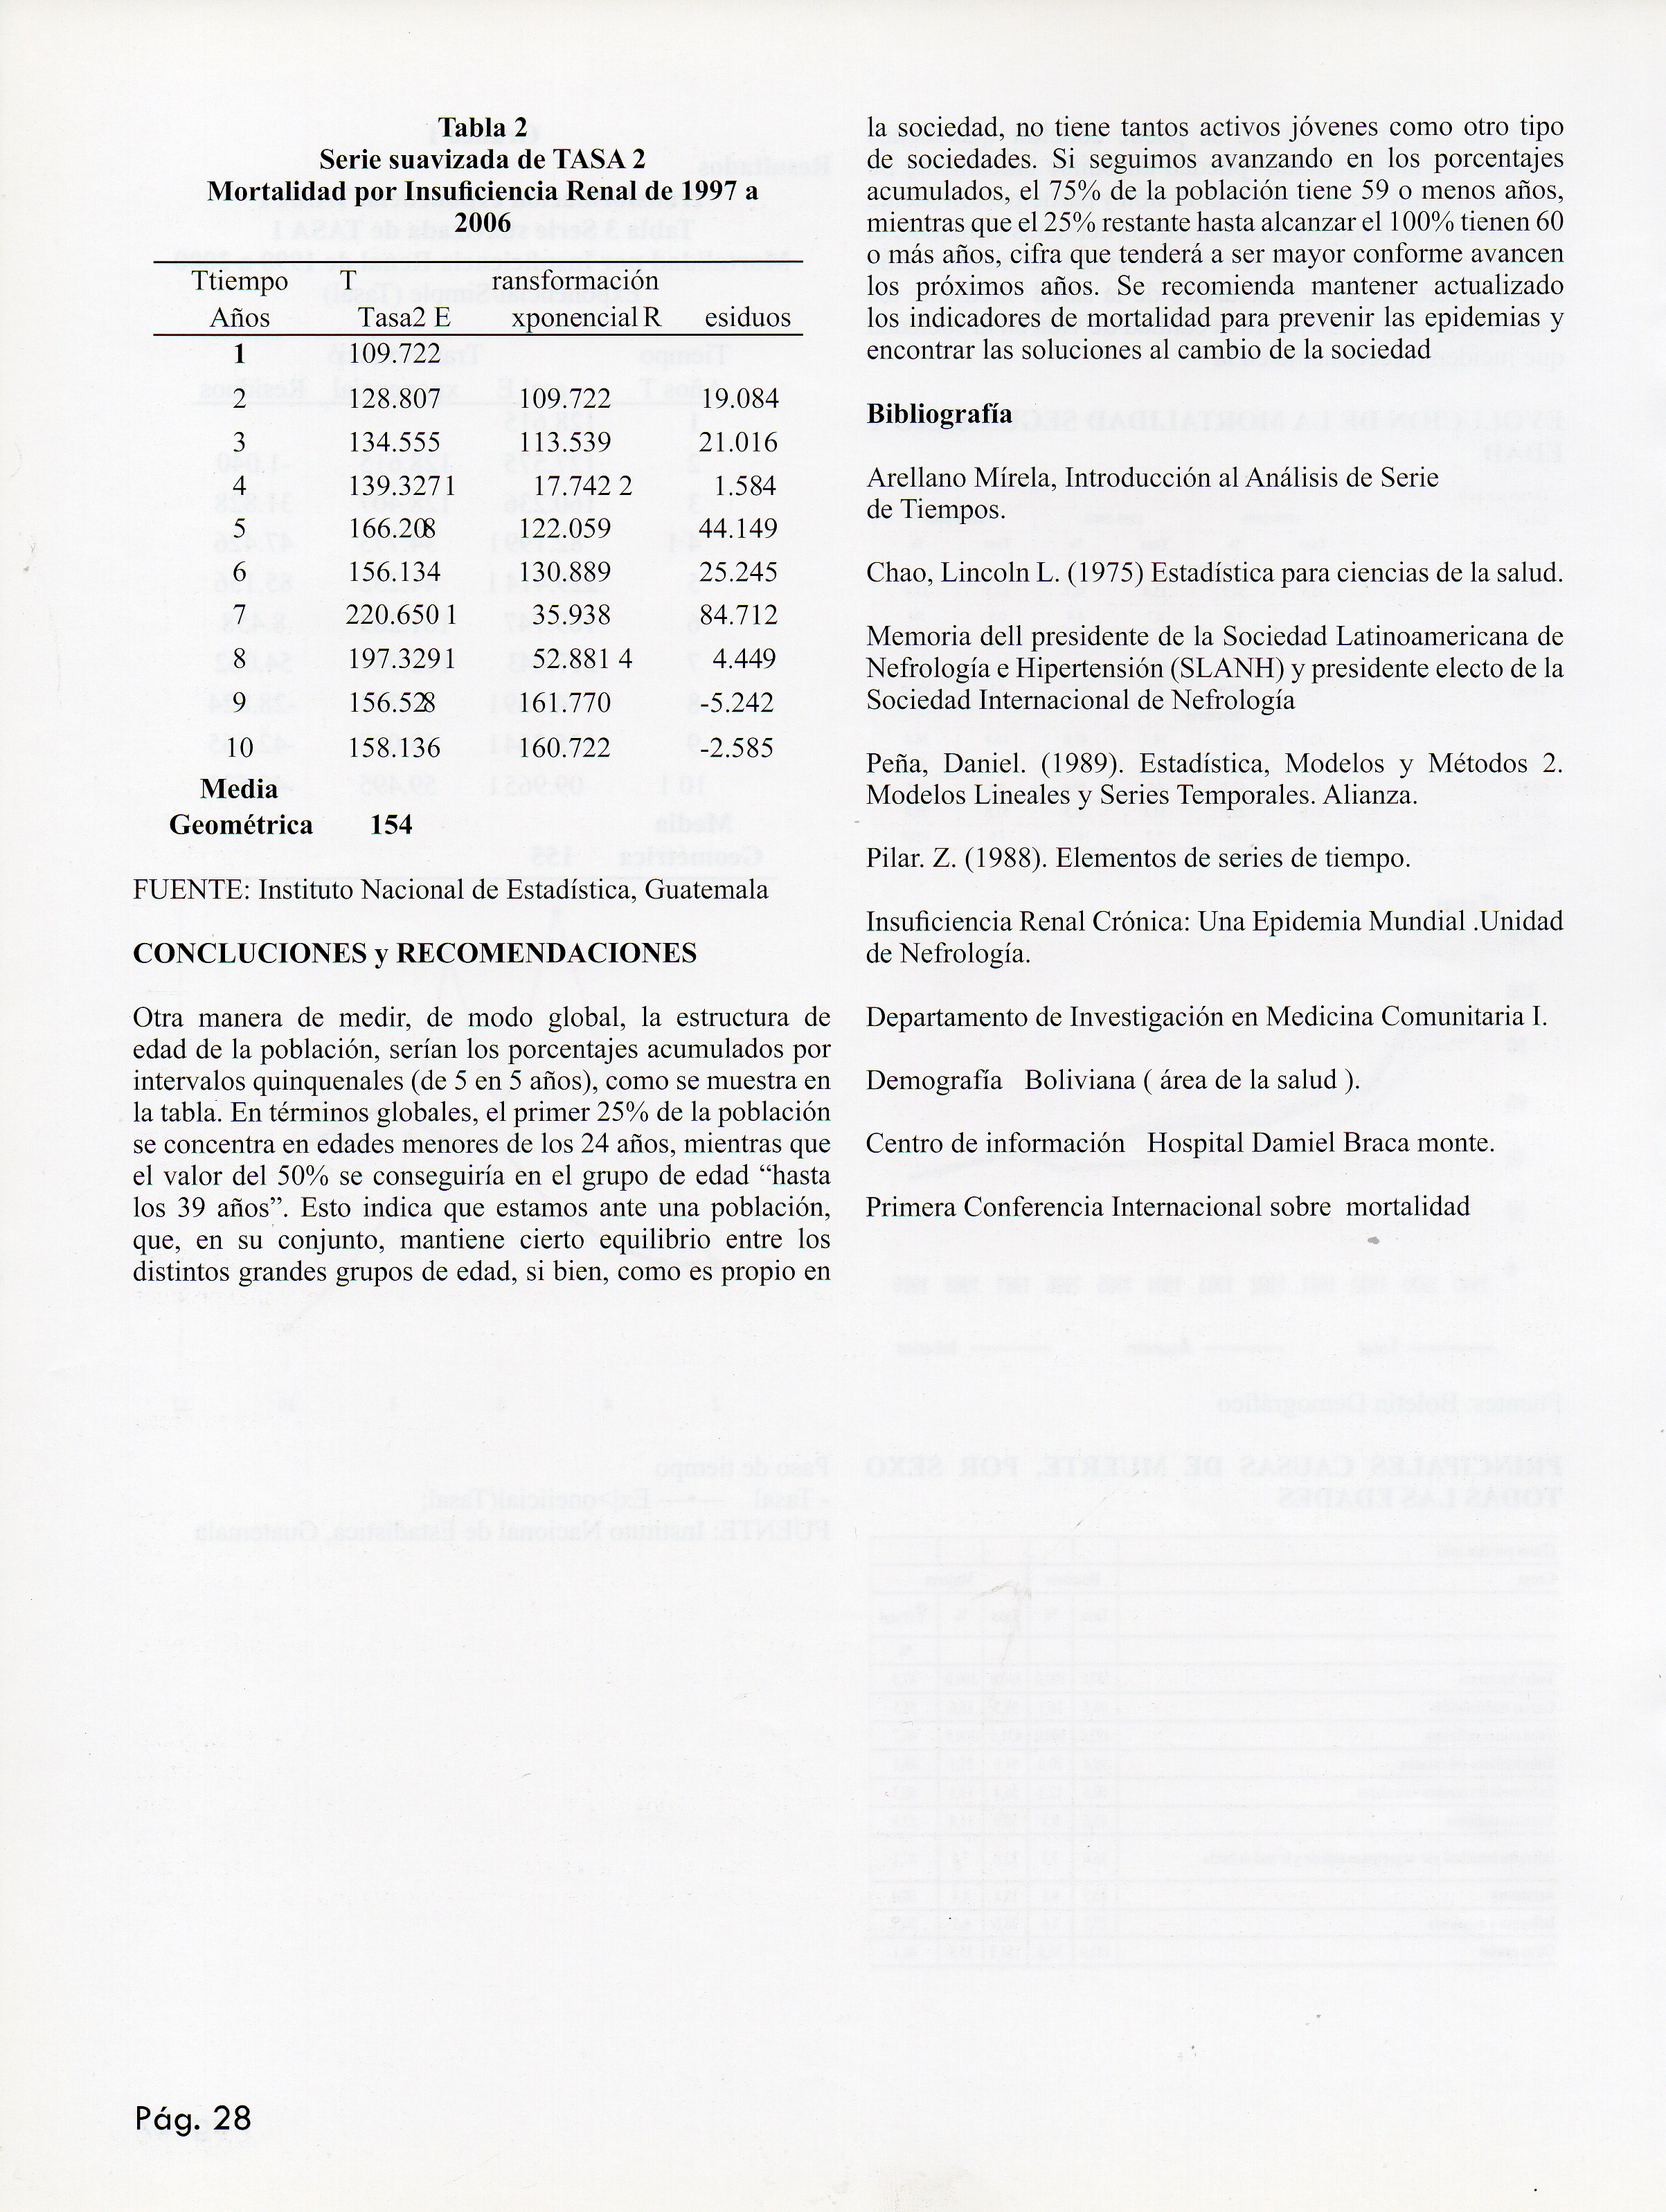 Tabla 2
Serie suavizada de TASA 2
Mortalidad por Insuficiencia Renal de 1997 a
2006
Ttiempo T ransformación
Años Tasa2 E xponencial R esiduos
1 109.722
2 128.807 109.722 19.084
3 134.555 113.539 21.016
4 139.3271 17.742 2 1.584
5 166.208 122.059 44.149
6 156.134 130.889 25.245
7 220.650 1 35.938 84.712
8 197.3291 52.881 4 4.449
9 156.528 161.770 -5.242
10 158.136 160.722 -2.585
Media
Geométrica 154
FUENTE: Instituto Nacional de Estadística, Guatemala
CONCLUCIONES y RECOMENDACIONES
Otra manera de medir, de modo global, la estructura de
edad de la población, serían los porcentajes acumulados por
intervalos quinquenales (de 5 en 5 años), como se muestra en
la tabla. En términos globales, el primer 25% de la población
se concentra en edades menores de los 24 años, mientras que
el valor del 50% se conseguiría en el grupo de edad “hasta
los 39 años”. Esto indica que estamos ante una población,
que, en su conjunto, mantiene cierto equilibrio entre los
distintos grandes grupos de edad, si bien, como es propio en
la sociedad, no tiene tantos activos jóvenes como otro tipo
de sociedades. Si seguimos avanzando en los porcentajes
acumulados, el 75% de la población tiene 59 o menos años,
mientras que el 25% restante hasta alcanzar el 100% tienen 60
o más años, cifra que tenderá a ser mayor conforme avancen
los próximos años. Se recomienda mantener actualizado
los indicadores de mortalidad para prevenir las epidemias y
encontrar las soluciones al cambio de la sociedad
Bibliografía
Arellano Mírela, Introducción al Análisis de Serie
de Tiempos.
Chao, Lincoln L. (1975) Estadística para ciencias de la salud.
Memoria dell presidente de la Sociedad Latinoamericana de
Nefrología e Hipertensión (SLANH) y presidente electo de la
Sociedad Internacional de Nefrología
Peña, Daniel. (1989). Estadística, Modelos y Métodos 2.
Modelos Lineales y Series Temporales. Alianza.
Pilar. Z. (1988). Elementos de series de tiempo.
Insuficiencia Renal Crónica: Una Epidemia Mundial .Unidad
de Nefrología.
Departamento de Investigación en Medicina Comunitaria I.
Demografía Boliviana ( área de la salud ).
Centro de información Hospital Damiel Braca monte.
Primera Conferencia Internacional sobre mortalidad
Pág. 28